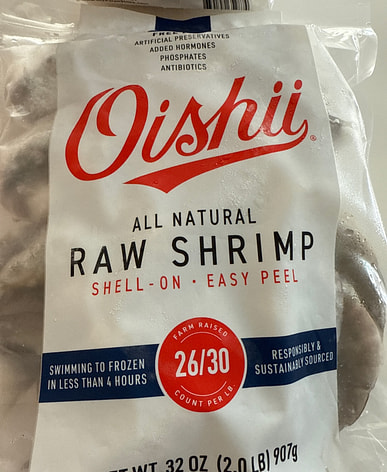 FREE
ARTIFICIAL PRESERVATIVES
ADDED HORMONES
PHOSPHATES
ANTIBIOTICS
Oishii®
ALL NATURAL
RAW SHRIMP
SHELL-ON • EASY PEEL
FARM RAISED
SWIMMING TO FROZEN
IN LESS THAN 4 HOURS
26/30
RESPONSIBLY &
SUSTAINABLY SOURCED
COUNT PER LB.
WT. 32 OZ (2.0 LB) 907g